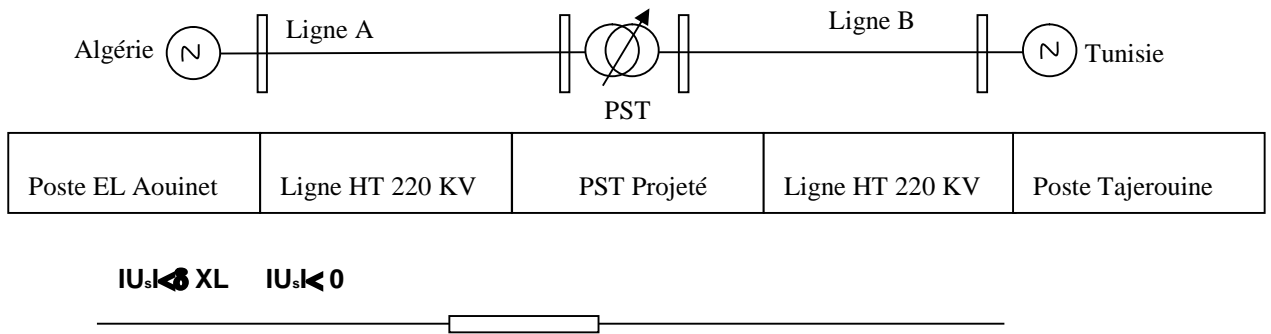 Ligne A
Ligne B
Algérie
Tunisie
PST
Poste EL Aouinet Ligne HT 220 KV PST Projeté Ligne HT 220 KV Poste Tajerouine
XL IUsI< 0